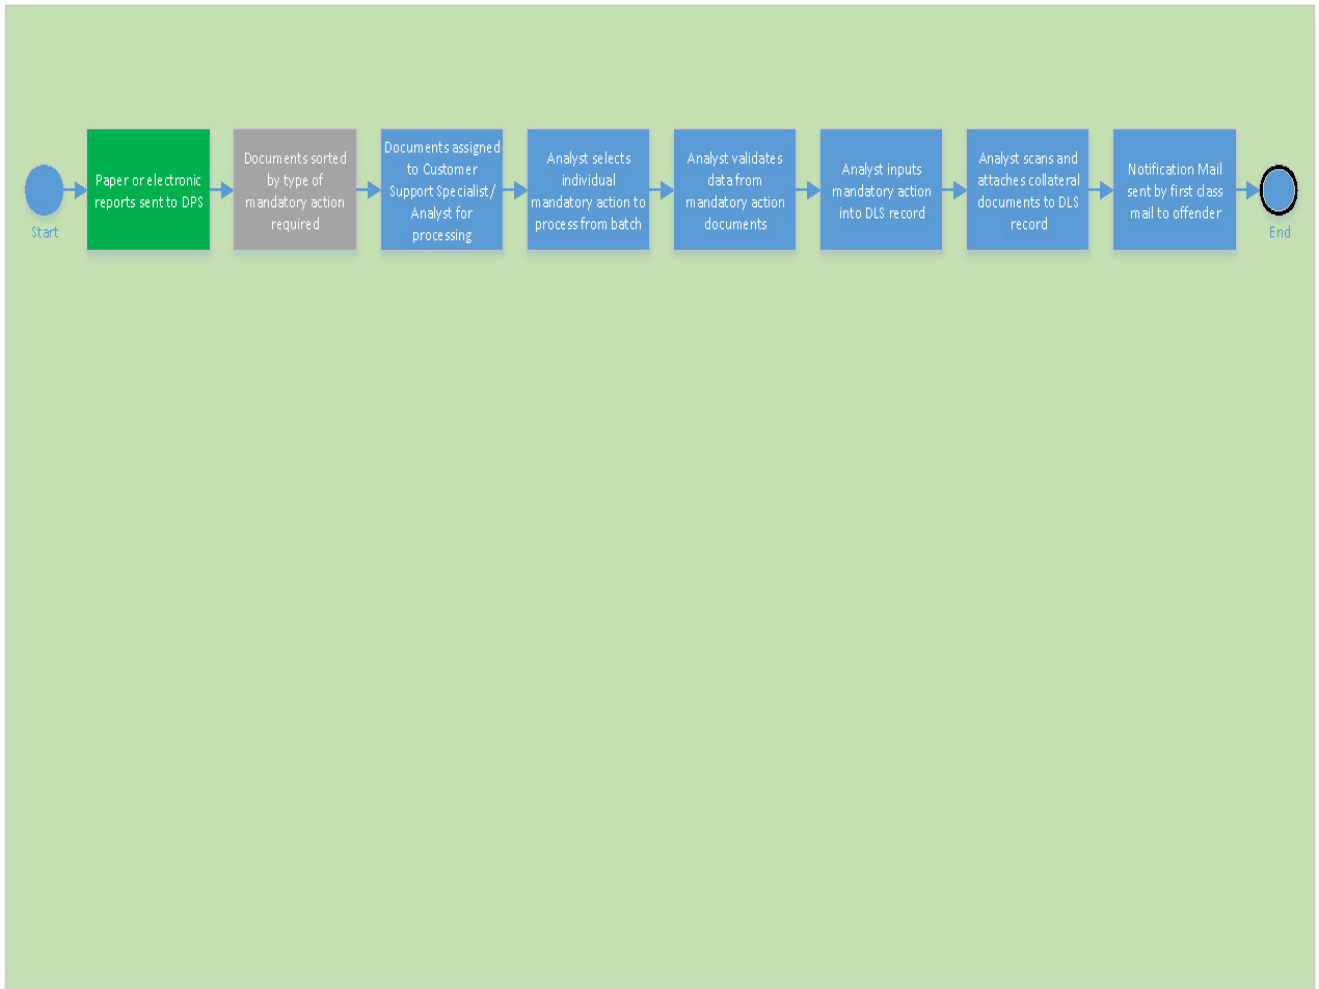 Start
Paper or electronic
reports sent to DPS
Documents sorted
by type of
mandatory action
required
Documents assigned
to Customer
Support Specialist/
Analyst for
processing
Analyst selects
individual
mandatory action to
process from batch
Analyst validates
data from
mandatory action
documents
Analyst inputs
mandatory action
into DLS record
Analyst scans and
attaches collateral
documents to DLS
record
Notification Mail
sent by first class
mail to offender
End